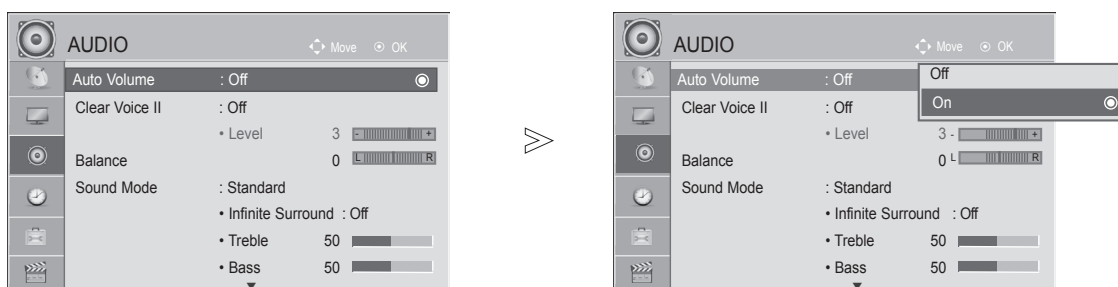 AUDIO Move OK
Auto Volume : Off
Clear Voice II : Off
• Level 3 - +
Balance 0 L R
Sound Mode : Standard
• Infinite Surround : Off
• Treble 50
• Bass 50
AUDIO Move OK
Auto Volume : Off
Off
On
Clear Voice II : Off
• Level 3 - +
Balance 0 L R
Sound Mode : Standard
• Infinite Surround : Off
• Treble 50
• Bass 50